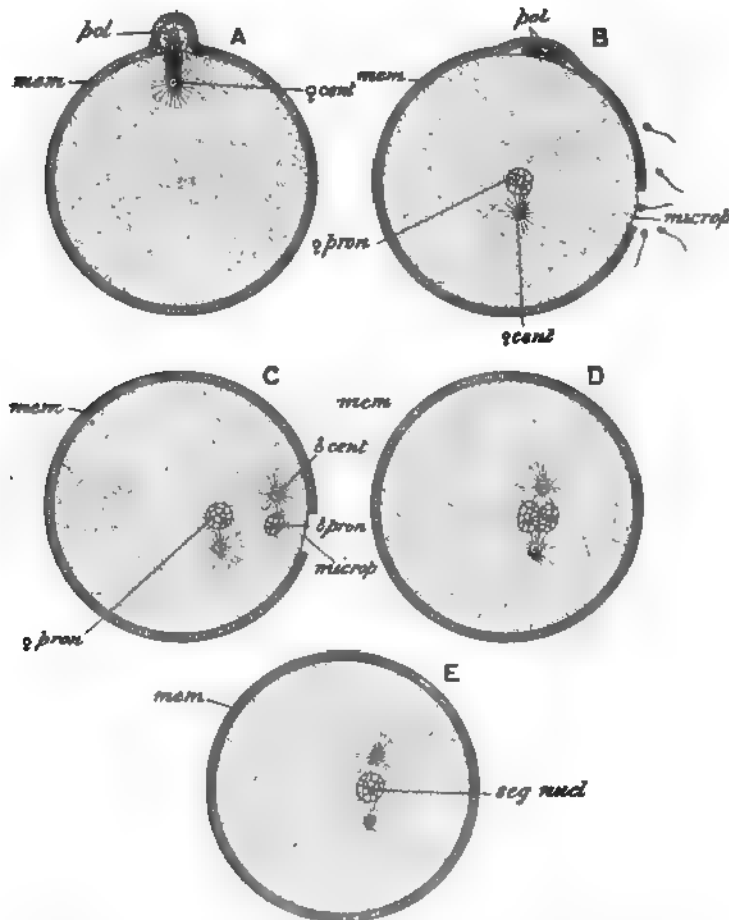 pol
A
mem
♀cent
pol
B
mem
♀pron
microp
♀cent
C
mem
♂cent
♂pron
microp
♀pron
D
mem
E
mem
seg nucl